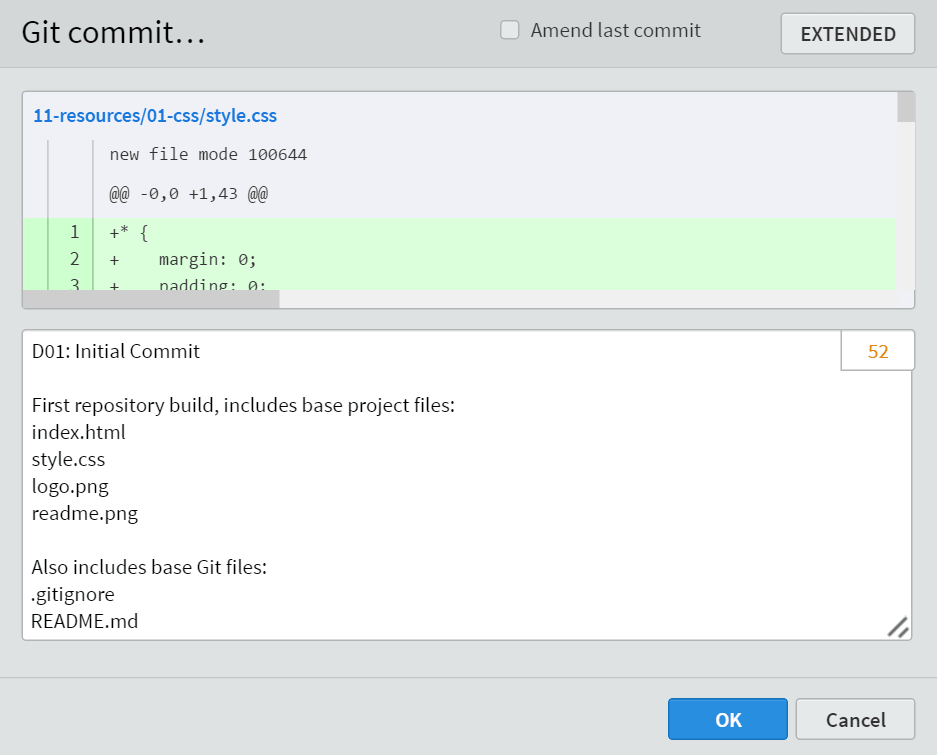 Git commit...
Amend last commit
EXTENDED
11-resources/01-css/style.css
new file mode 100644
@@ -0,0 +1,43 @@
1 +* {
2 + margin: 0;
3 + padding: 0;
D01: Initial Commit
52
First repository build, includes base project files:
index.html
style.css
logo.png
readme.png
Also includes base Git files:
.gitignore
README.md
OK
Cancel